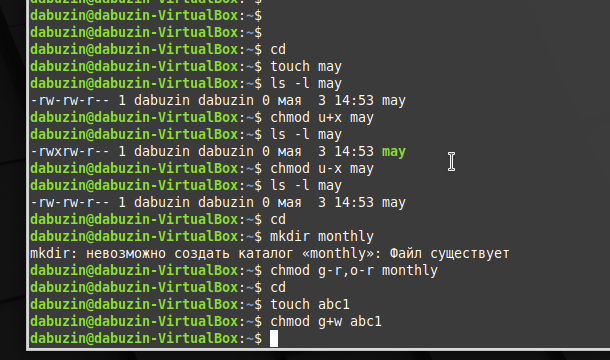 dabuzin@dabuzin-VirtualBox:~$
dabuzin@dabuzin-VirtualBox:~$
dabuzin@dabuzin-VirtualBox:~$ cd
dabuzin@dabuzin-VirtualBox:~$ touch may
dabuzin@dabuzin-VirtualBox:~$ ls -l may
-rw-rw-r-- 1 dabuzin dabuzin 0 мая  3 14:53 may
dabuzin@dabuzin-VirtualBox:~$ chmod u+x may
dabuzin@dabuzin-VirtualBox:~$ ls -l may
-rwxrw-r-- 1 dabuzin dabuzin 0 мая  3 14:53 may
dabuzin@dabuzin-VirtualBox:~$ chmod u-x may
dabuzin@dabuzin-VirtualBox:~$ ls -l may
-rw-rw-r-- 1 dabuzin dabuzin 0 мая  3 14:53 may
dabuzin@dabuzin-VirtualBox:~$ cd
dabuzin@dabuzin-VirtualBox:~$ mkdir monthly
mkdir: невозможно создать каталог «monthly»: Файл существует
dabuzin@dabuzin-VirtualBox:~$ chmod g-r,o-r monthly
dabuzin@dabuzin-VirtualBox:~$ cd
dabuzin@dabuzin-VirtualBox:~$ touch abc1
dabuzin@dabuzin-VirtualBox:~$ chmod g+w abc1
dabuzin@dabuzin-VirtualBox:~$